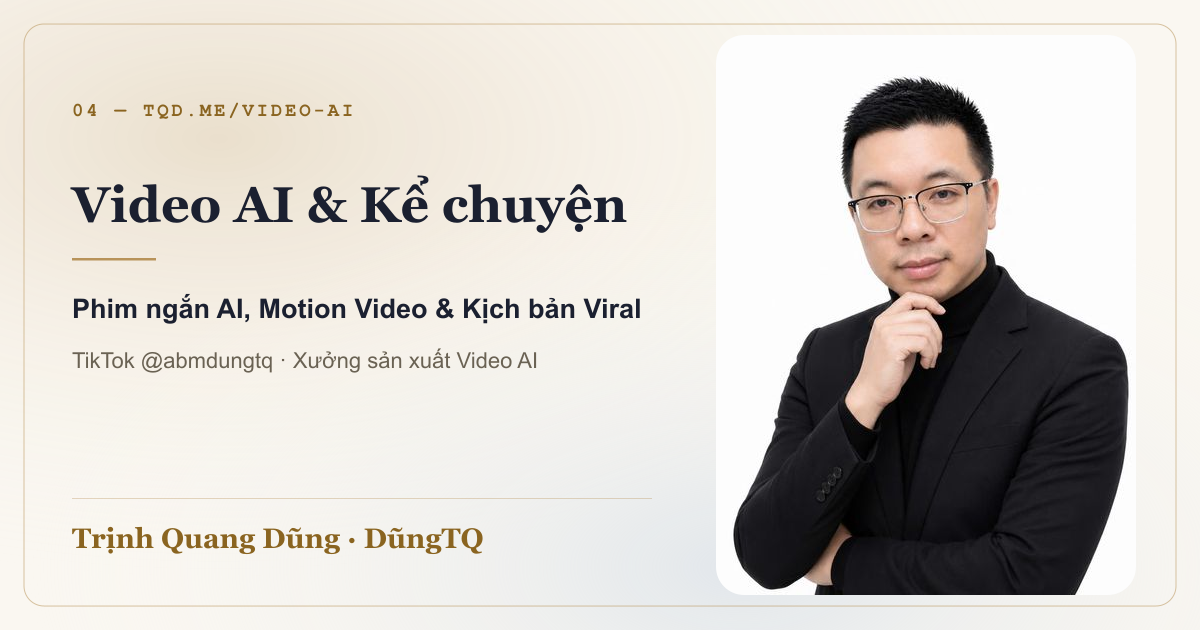 04 — TQD.ME/VIDEO-AI
Video AI & Kể chuyện
Phim ngắn AI, Motion Video & Kịch bản Viral
TikTok @abmdungtq · Xưởng sản xuất Video AI
Trịnh Quang Dũng · DũngTQ